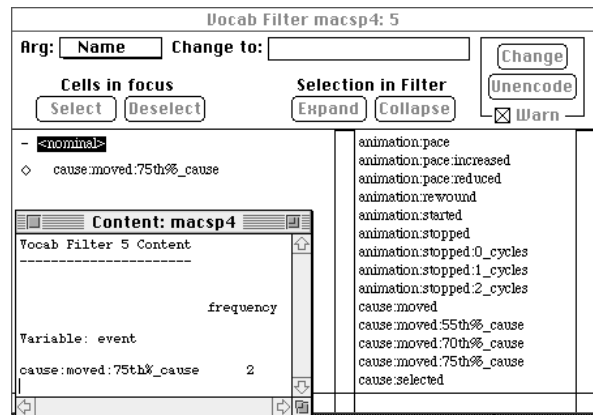 Vocab Filter macsp4: 5
Arg: Name Change to:
Change
Cells in focus Selection in Filter
Unencode
Select Deselect Expand Collapse
Warn
- <nominal>
◇ cause:moved:75th%_cause
animation:pace
animation:pace:increased
animation:pace:reduced
animation:rewound
animation:started
animation:stopped
animation:stopped:0_cycles
animation:stopped:1_cycles
animation:stopped:2_cycles
cause:moved
cause:moved:55th%_cause
cause:moved:70th%_cause
cause:moved:75th%_cause
cause:selected
Content: macsp4
Vocab Filter 5 Content
----------------------
frequency
Variable: event
cause:moved:75th%_cause 2